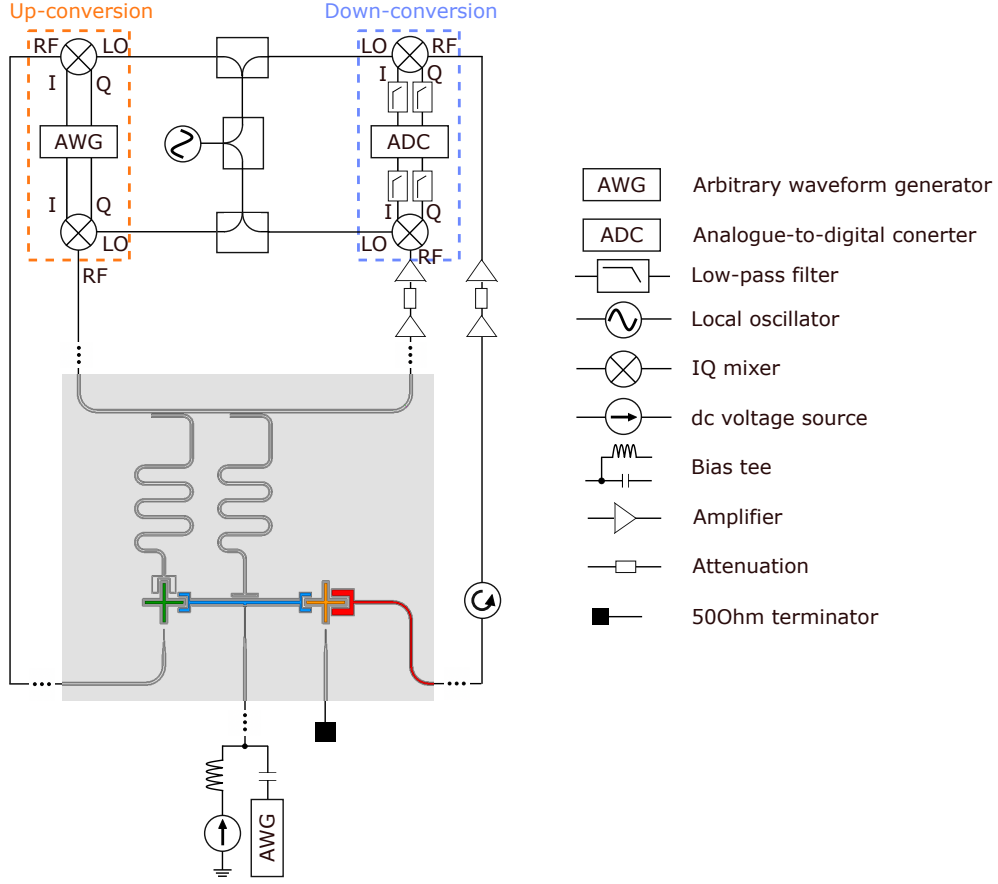 Up-conversion
Down-conversion
RF LO
LO RF
I Q
I Q
AWG
ADC
I Q
I Q
LO
LO
RF
RF
AWG
AWG Arbitrary waveform generator
ADC Analogue-to-digital conerter
Low-pass filter
Local oscillator
IQ mixer
dc voltage source
Bias tee
Amplifier
Attenuation
50Ohm terminator